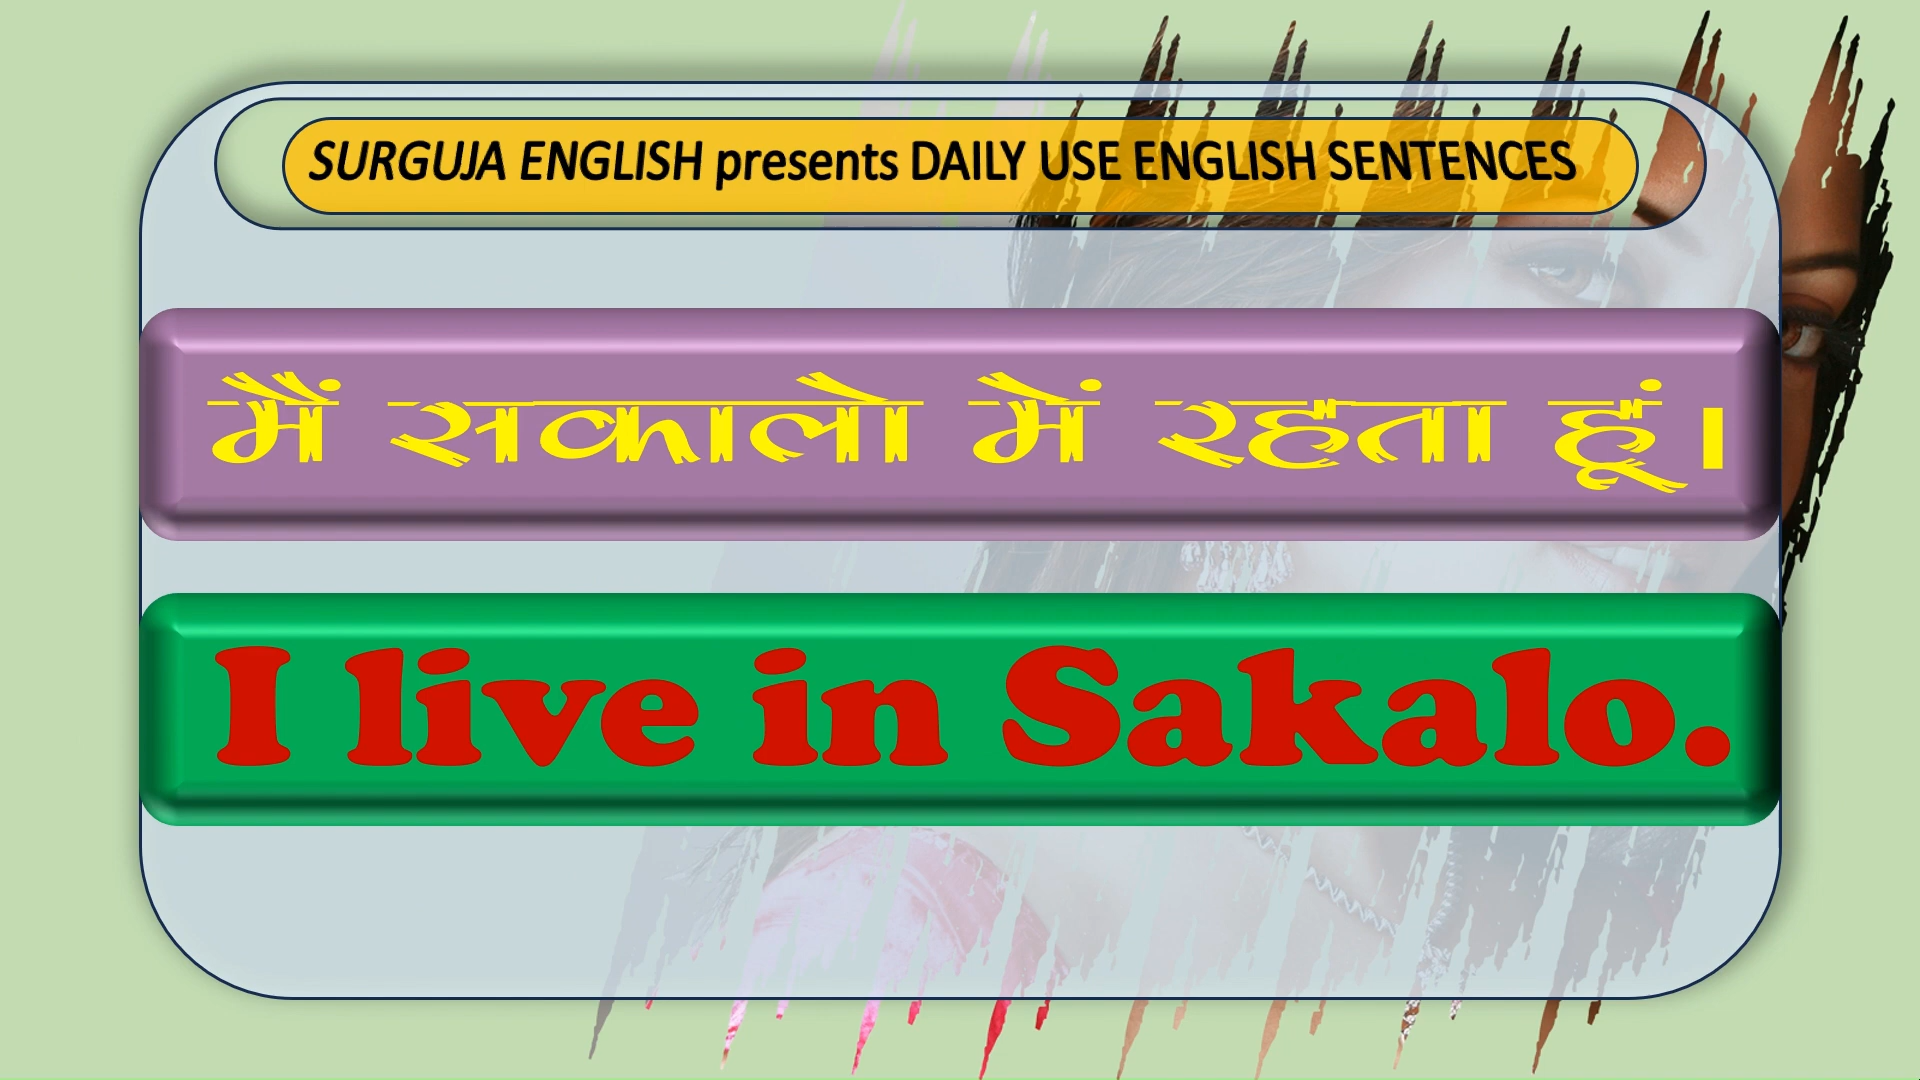 SURGUJA ENGLISH presents DAILY USE ENGLISH SENTENCES
मैं सकालो में रहता हूं।
I live in Sakalo.